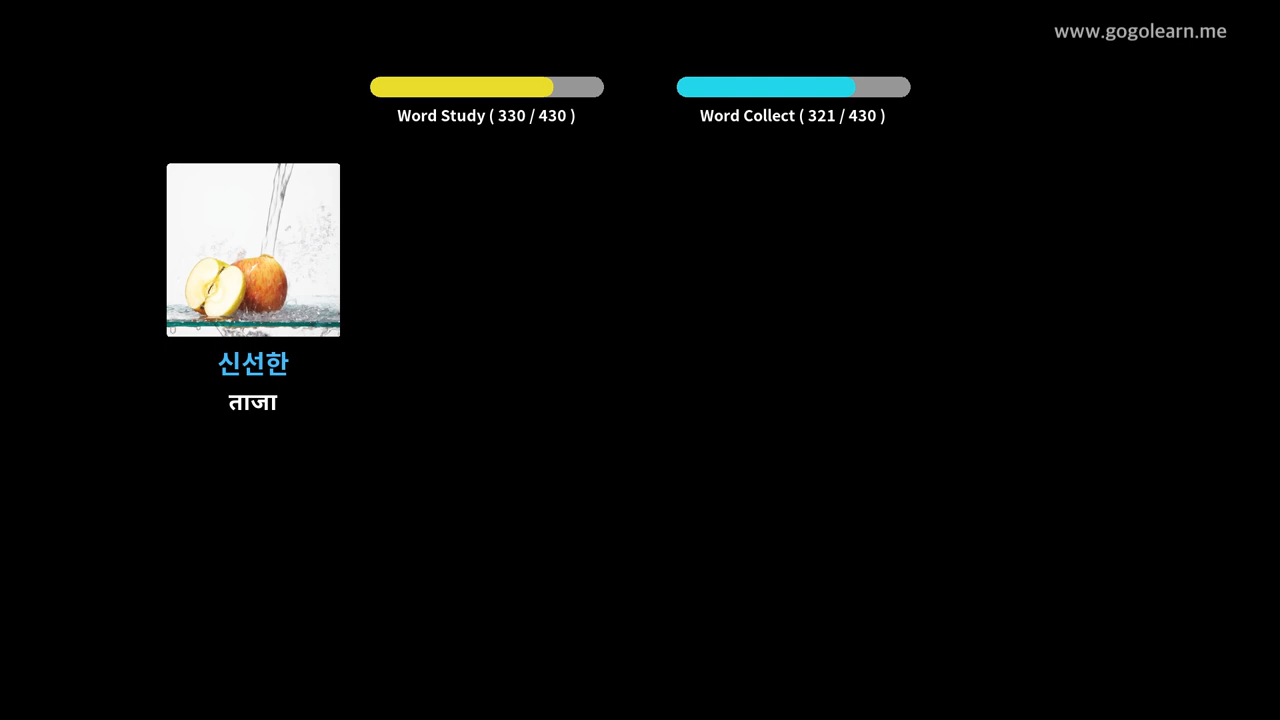 www.gogolearn.me
Word Study ( 330 / 430 )
Word Collect ( 321 / 430 )
신선한
ताजा